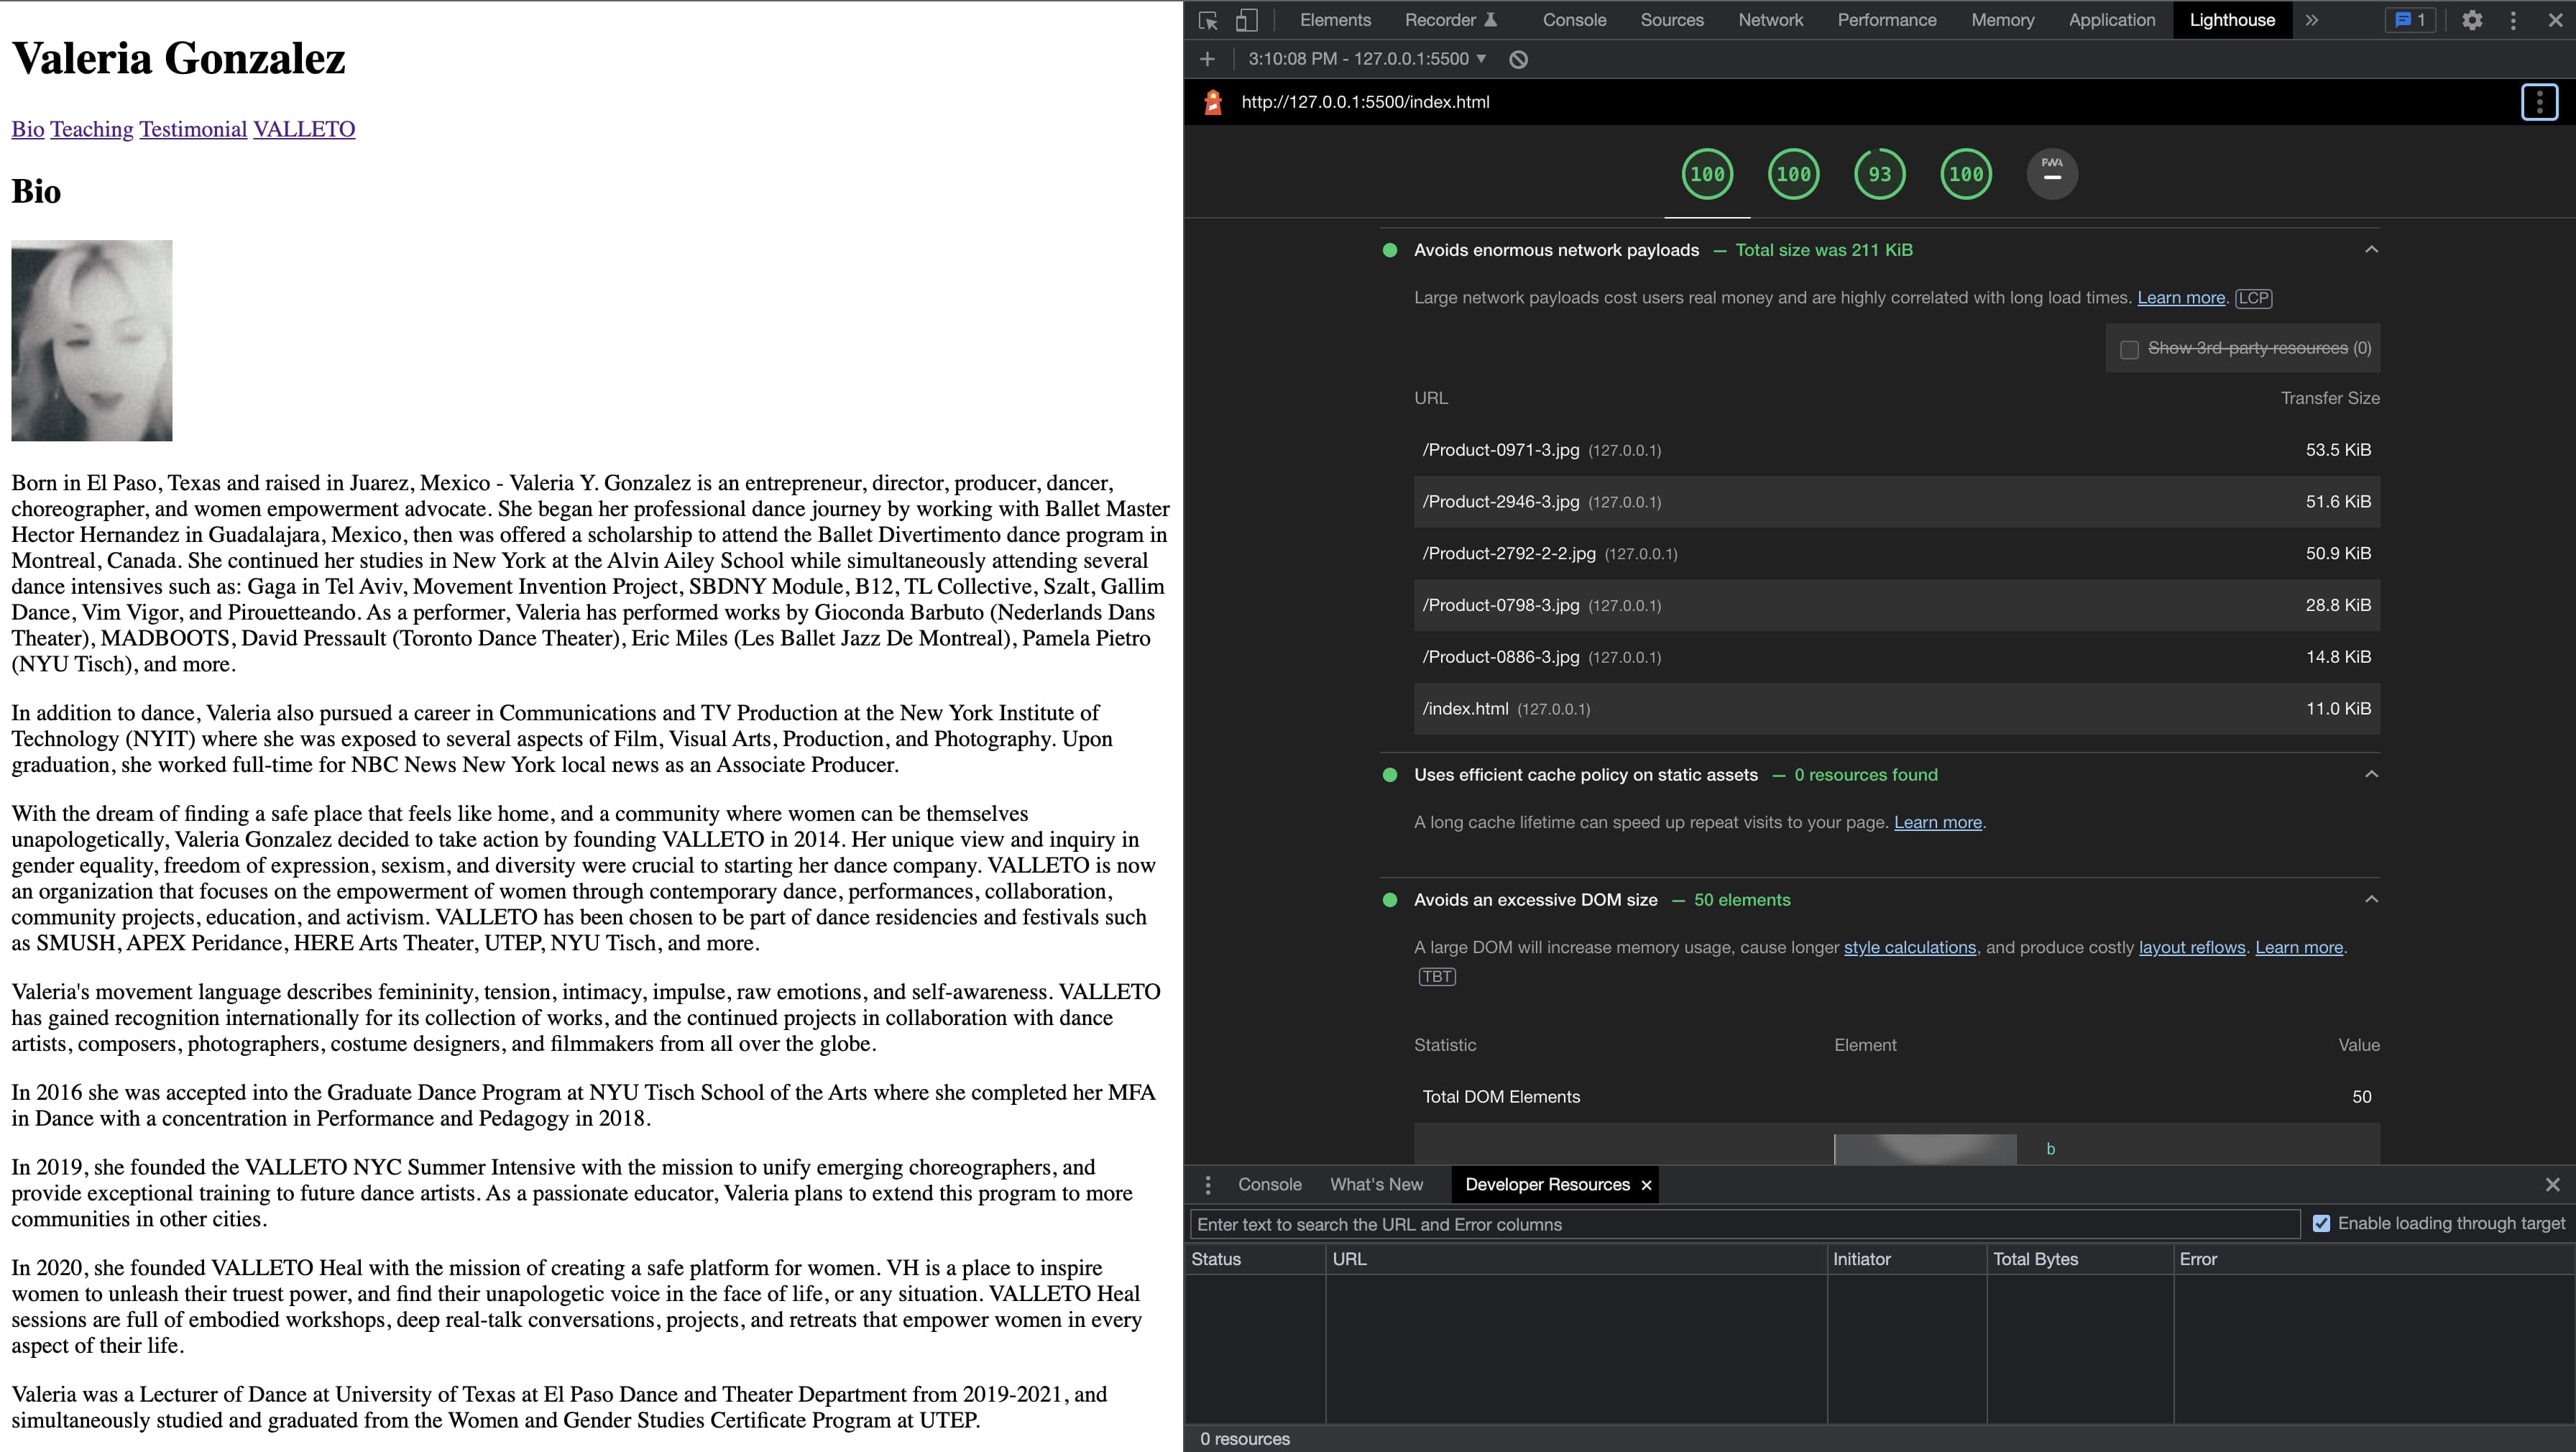 Valeria Gonzalez
Bio Teaching Testimonial VALLETO
Bio
Born in El Paso, Texas and raised in Juarez, Mexico - Valeria Y. Gonzalez is an entrepreneur, director, producer, dancer,
choreographer, and women empowerment advocate. She began her professional dance journey by working with Ballet Master
Hector Hernandez in Guadalajara, Mexico, then was offered a scholarship to attend the Ballet Divertimento dance program in
Montreal, Canada. She continued her studies in New York at the Alvin Ailey School while simultaneously attending several
dance intensives such as: Gaga in Tel Aviv, Movement Invention Project, SBDNY Module, B12, TL Collective, Szalt, Gallim
Dance, Vim Vigor, and Pirouetteando. As a performer, Valeria has performed works by Gioconda Barbuto (Nederlands Dans
Theater), MADBOOTS, David Pressault (Toronto Dance Theater), Eric Miles (Les Ballet Jazz De Montreal), Pamela Pietro
(NYU Tisch), and more.
In addition to dance, Valeria also pursued a career in Communications and TV Production at the New York Institute of
Technology (NYIT) where she was exposed to several aspects of Film, Visual Arts, Production, and Photography. Upon
graduation, she worked full-time for NBC News New York local news as an Associate Producer.
With the dream of finding a safe place that feels like home, and a community where women can be themselves
unapologetically, Valeria Gonzalez decided to take action by founding VALLETO in 2014. Her unique view and inquiry in
gender equality, freedom of expression, sexism, and diversity were crucial to starting her dance company. VALLETO is now
an organization that focuses on the empowerment of women through contemporary dance, performances, collaboration,
community projects, education, and activism. VALLETO has been chosen to be part of dance residencies and festivals such
as SMUSH, APEX Peridance, HERE Arts Theater, UTEP, NYU Tisch, and more.
Valeria's movement language describes femininity, tension, intimacy, impulse, raw emotions, and self-awareness. VALLETO
has gained recognition internationally for its collection of works, and the continued projects in collaboration with dance
artists, composers, photographers, costume designers, and filmmakers from all over the globe.
In 2016 she was accepted into the Graduate Dance Program at NYU Tisch School of the Arts where she completed her MFA
in Dance with a concentration in Performance and Pedagogy in 2018.
In 2019, she founded the VALLETO NYC Summer Intensive with the mission to unify emerging choreographers, and
provide exceptional training to future dance artists. As a passionate educator, Valeria plans to extend this program to more
communities in other cities.
In 2020, she founded VALLETO Heal with the mission of creating a safe platform for women. VH is a place to inspire
women to unleash their truest power, and find their unapologetic voice in the face of life, or any situation. VALLETO Heal
sessions are full of embodied workshops, deep real-talk conversations, projects, and retreats that empower women in every
aspect of their life.
Valeria was a Lecturer of Dance at University of Texas at El Paso Dance and Theater Department from 2019-2021, and
simultaneously studied and graduated from the Women and Gender Studies Certificate Program at UTEP.
Elements Recorder Console Sources Network Performance Memory Application Lighthouse » 1
3:10:08 PM - 127.0.0.1:5500
http://127.0.0.1:5500/index.html
100 100 93 100 PWA
Avoids enormous network payloads — Total size was 211 KiB
Large network payloads cost users real money and are highly correlated with long load times. Learn more. LCP
Show 3rd-party resources (0)
URL Transfer Size
/Product-0971-3.jpg (127.0.0.1) 53.5 KiB
/Product-2946-3.jpg (127.0.0.1) 51.6 KiB
/Product-2792-2-2.jpg (127.0.0.1) 50.9 KiB
/Product-0798-3.jpg (127.0.0.1) 28.8 KiB
/Product-0886-3.jpg (127.0.0.1) 14.8 KiB
/index.html (127.0.0.1) 11.0 KiB
Uses efficient cache policy on static assets — 0 resources found
A long cache lifetime can speed up repeat visits to your page. Learn more.
Avoids an excessive DOM size — 50 elements
A large DOM will increase memory usage, cause longer style calculations, and produce costly layout reflows. Learn more.
TBT
Statistic Element Value
Total DOM Elements 50
b
Console What's New Developer Resources
Enter text to search the URL and Error columns Enable loading through target
Status URL Initiator Total Bytes Error
0 resources